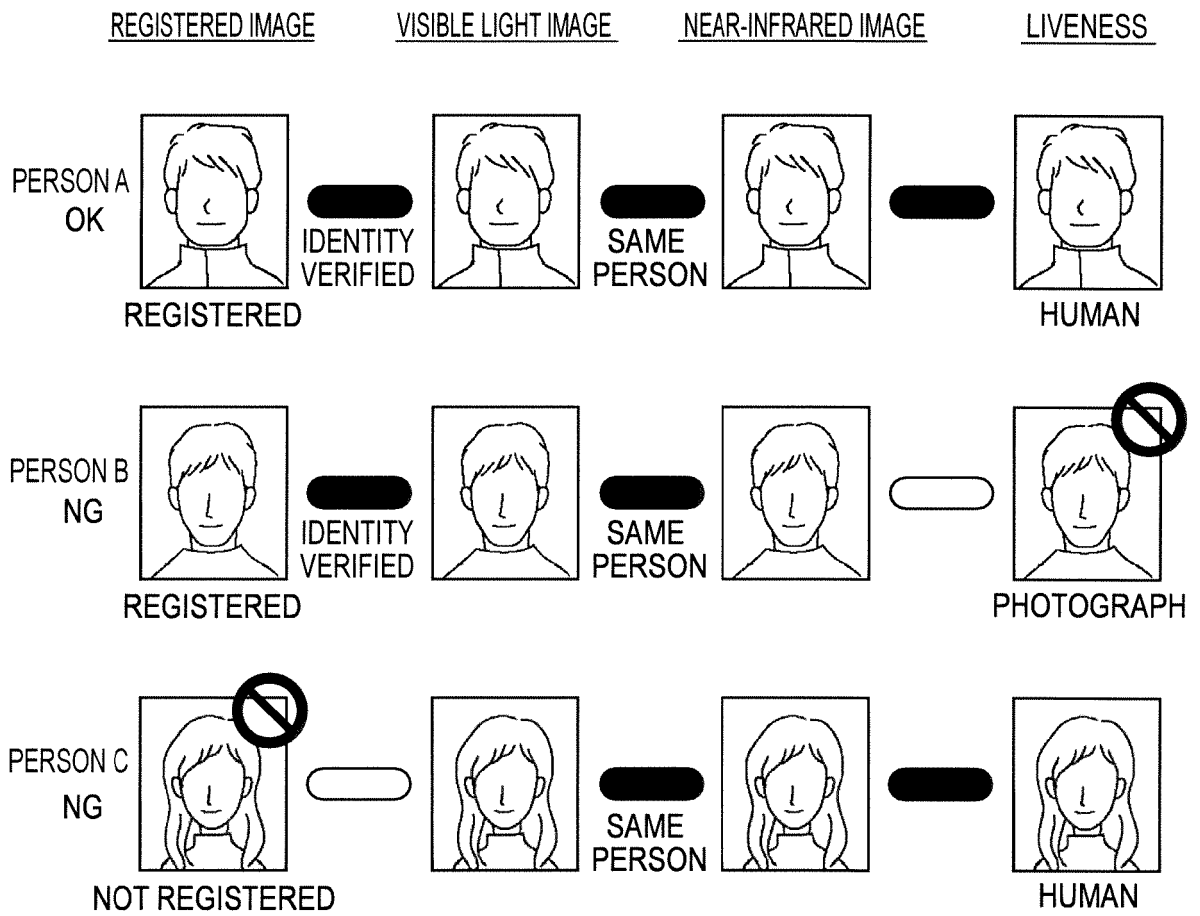 REGISTERED IMAGE VISIBLE LIGHT IMAGE NEAR-INFRARED IMAGE LIVENESS
PERSON A
OK
IDENTITY
VERIFIED
SAME
PERSON
REGISTERED
HUMAN
PERSON B
NG
IDENTITY
VERIFIED
SAME
PERSON
REGISTERED
PHOTOGRAPH
PERSON C
NG
SAME
PERSON
NOT REGISTERED
HUMAN